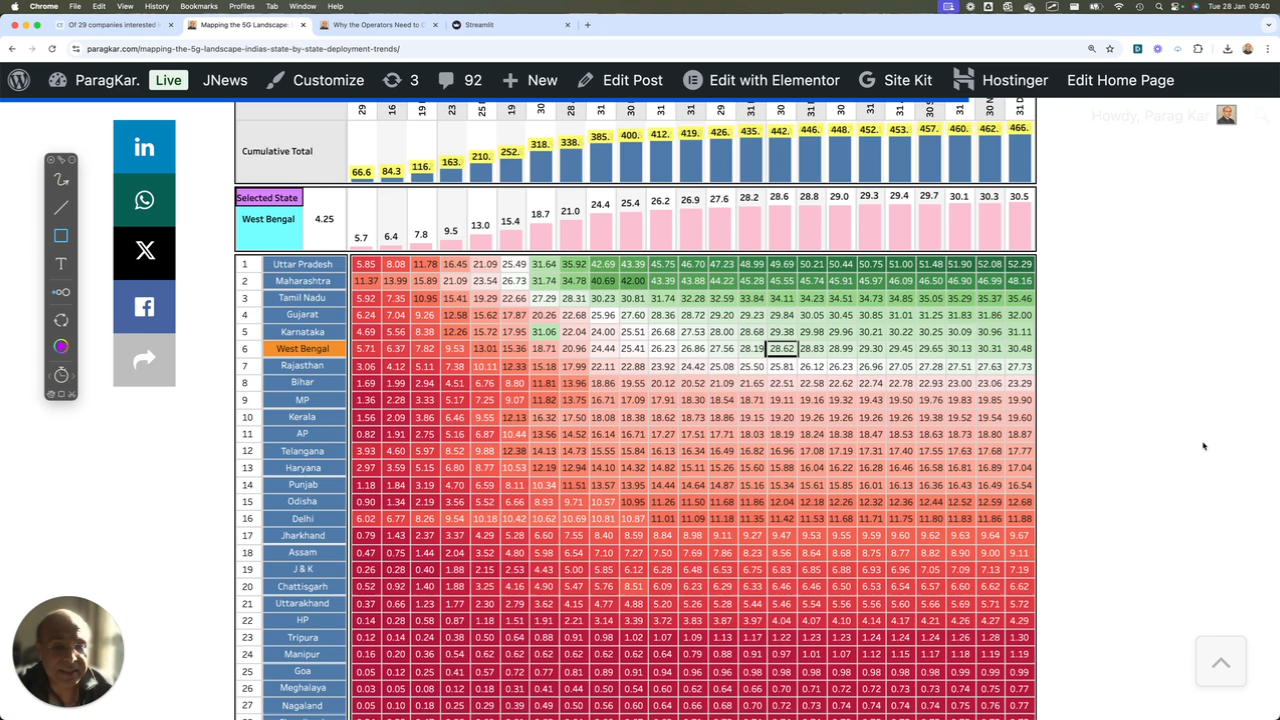 Chrome File Edit View History Bookmarks Profiles Tab Window Help Tue 28 Jan 09:40
Of 29 companies interested i
Mapping the 5G Landscape:
Why the Operators Need to C
Streamlit
paragkar.com/mapping-the-5g-landscape-indias-state-by-state-deployment-trends/
ParagKar. Live JNews Customize 3 92 New Edit Post Edit with Elementor Site Kit Hostinger Edit Home Page
Howdy, Parag Kar
29 16 19 23 25 19 30 28 31 30 31 31 31 31 30 31 31 31 31 30 31 30 31
Cumulative Total 66.6 84.3 116. 163. 210. 252. 318. 338. 385. 400. 412. 419. 426. 435. 442. 446. 448. 452. 453. 457. 460. 462. 466.
Selected State
West Bengal 4.25 5.7 6.4 7.8 9.5 13.0 15.4 18.7 21.0 24.4 25.4 26.2 26.9 27.6 28.2 28.6 28.8 29.0 29.3 29.4 29.7 30.1 30.3 30.5
1 Uttar Pradesh 5.85 8.08 11.78 16.45 21.09 25.49 31.64 35.92 42.69 43.39 45.75 46.70 47.23 48.99 49.69 50.21 50.44 50.75 51.00 51.48 51.90 52.08 52.29
2 Maharashtra 11.37 13.99 15.89 21.09 23.54 26.73 31.74 34.78 40.69 42.00 43.39 43.88 44.22 45.28 45.55 45.74 45.91 45.97 46.09 46.50 46.90 46.99 48.16
3 Tamil Nadu 5.92 7.35 10.95 15.41 19.29 22.66 27.29 28.31 30.23 30.81 31.74 32.28 32.59 33.84 34.11 34.23 34.51 34.73 34.85 35.05 35.29 35.37 35.46
4 Gujarat 6.24 7.04 9.26 12.58 15.62 17.87 20.26 22.03 25.96 27.60 28.36 28.72 29.20 29.23 29.84 30.05 30.46 30.81 31.01 31.25 31.83 31.86 32.00
5 Karnataka 4.69 5.56 8.38 12.26 15.72 17.95 31.06 22.04 24.00 25.51 26.68 27.53 28.00 28.90 29.39 29.81 30.02 30.21 30.22 30.25 30.09 30.96 31.11
6 West Bengal 5.71 6.37 7.82 9.53 13.01 15.36 18.71 20.96 24.44 25.41 26.23 26.86 27.56 28.19 28.62 28.81 28.99 29.30 29.45 29.65 30.13 30.31 30.48
7 Rajasthan 3.06 4.12 5.11 7.38 10.11 12.33 15.18 17.99 22.11 22.88 23.92 24.42 25.08 25.50 25.81 26.12 26.23 26.96 27.05 27.28 27.51 27.63 27.73
8 Bihar 1.69 1.99 2.94 4.51 6.76 8.80 11.81 13.96 18.86 19.55 20.12 20.52 21.09 21.65 22.51 22.58 22.62 22.74 22.78 22.93 23.00 23.06 23.29
9 MP 1.36 2.28 3.33 5.17 7.25 9.07 11.82 13.75 16.71 17.09 17.91 18.30 18.54 18.71 19.11 19.16 19.32 19.43 19.50 19.76 19.83 19.85 19.90
10 Kerala 1.56 2.09 3.86 6.46 9.55 12.13 16.32 17.50 18.08 18.38 18.62 18.73 18.78 19.15 19.21 19.24 19.26 19.26 19.44 19.28 19.52 19.54 19.60
11 AP 0.82 1.91 2.75 5.16 6.87 10.44 13.56 14.52 16.14 16.71 17.27 17.51 17.71 18.03 18.19 18.24 18.38 18.47 18.53 18.63 18.73 18.80 18.87
12 Telangana 3.93 4.60 5.97 8.52 9.88 12.38 14.13 14.23 15.55 15.84 16.13 16.34 16.49 16.82 16.96 17.08 17.19 17.31 17.40 17.55 17.63 17.68 17.77
13 Haryana 2.97 3.59 5.15 6.80 8.77 10.53 12.19 12.94 14.10 14.32 14.82 15.11 15.28 15.60 15.88 16.04 16.22 16.28 16.46 16.58 16.81 16.89 17.04
14 Punjab 1.18 1.84 3.19 4.70 6.59 8.11 10.34 11.51 13.57 13.95 14.44 14.64 14.87 15.16 15.34 15.58 15.85 16.01 16.13 16.36 16.43 16.49 16.54
15 Odisha 0.90 1.34 2.19 3.56 5.52 6.66 8.93 9.71 10.57 10.95 11.26 11.50 11.68 11.86 12.04 12.18 12.26 12.32 12.36 12.44 12.52 12.59 12.68
16 Delhi 6.02 6.77 8.26 9.54 10.18 10.42 10.62 10.69 10.81 10.87 11.01 11.09 11.18 11.35 11.42 11.53 11.68 11.71 11.75 11.80 11.83 11.86 11.88
17 Jharkhand 0.79 1.43 2.37 3.37 4.29 5.28 6.60 7.55 8.40 8.59 8.84 8.98 9.11 9.27 9.47 9.53 9.55 9.59 9.60 9.62 9.63 9.64 9.67
18 Assam 0.47 0.75 1.44 2.04 3.52 4.80 5.98 6.54 7.10 7.27 7.50 7.69 7.86 8.23 8.56 8.64 8.68 8.75 8.77 8.82 8.90 9.00 9.11
19 J & K 0.26 0.28 0.40 1.88 2.15 2.53 4.43 5.00 5.85 6.12 6.28 6.48 6.53 6.66 6.71 6.75 6.88 6.93 6.96 7.05 7.09 7.13 7.19
20 Chattisgarh 0.52 0.92 1.40 1.88 3.25 4.16 4.90 5.47 5.76 8.51 6.09 6.23 6.29 6.33 6.46 6.46 6.50 6.54 6.57 6.60 6.62 6.62
21 Uttarakhand 0.37 0.66 1.23 1.77 2.30 2.79 3.62 4.15 4.77 4.88 5.20 5.26 5.28 5.44 5.46 5.54 5.56 5.60 5.66 5.69 5.71 5.72
22 HP 0.14 0.28 0.58 0.87 1.18 1.51 1.91 2.21 3.14 3.39 3.72 3.83 3.87 3.97 4.04 4.07 4.10 4.14 4.17 4.21 4.26 4.27 4.29
23 Tripura 0.12 0.14 0.24 0.38 0.50 0.64 0.88 0.91 0.98 1.02 1.07 1.09 1.13 1.17 1.22 1.23 1.24 1.24 1.24 1.26 1.28 1.30
24 Manipur 0.16 0.20 0.36 0.54 0.62 0.62 0.62 0.62 0.62 0.64 0.79 0.88 0.91 0.97 1.01 1.07 1.12 1.15 1.17 1.18 1.19 1.19
25 Goa 0.05 0.12 0.25 0.41 0.57 0.72 0.77 0.81 0.89 0.91 0.94 0.96 0.96 0.98 0.98 0.98 0.98 0.98 0.98 0.98 0.98 0.99 0.99
26 Meghalaya 0.03 0.05 0.08 0.12 0.18 0.31 0.41 0.44 0.50 0.54 0.60 0.62 0.66 0.70 0.70 0.71 0.72 0.72 0.73 0.73 0.74 0.75 0.77
27 Nagaland 0.05 0.10 0.18 0.25 0.29 0.39 0.49 0.51 0.60 0.62 0.66 0.68 0.69 0.72 0.72 0.72 0.72 0.74 0.74 0.74 0.74 0.74 0.74